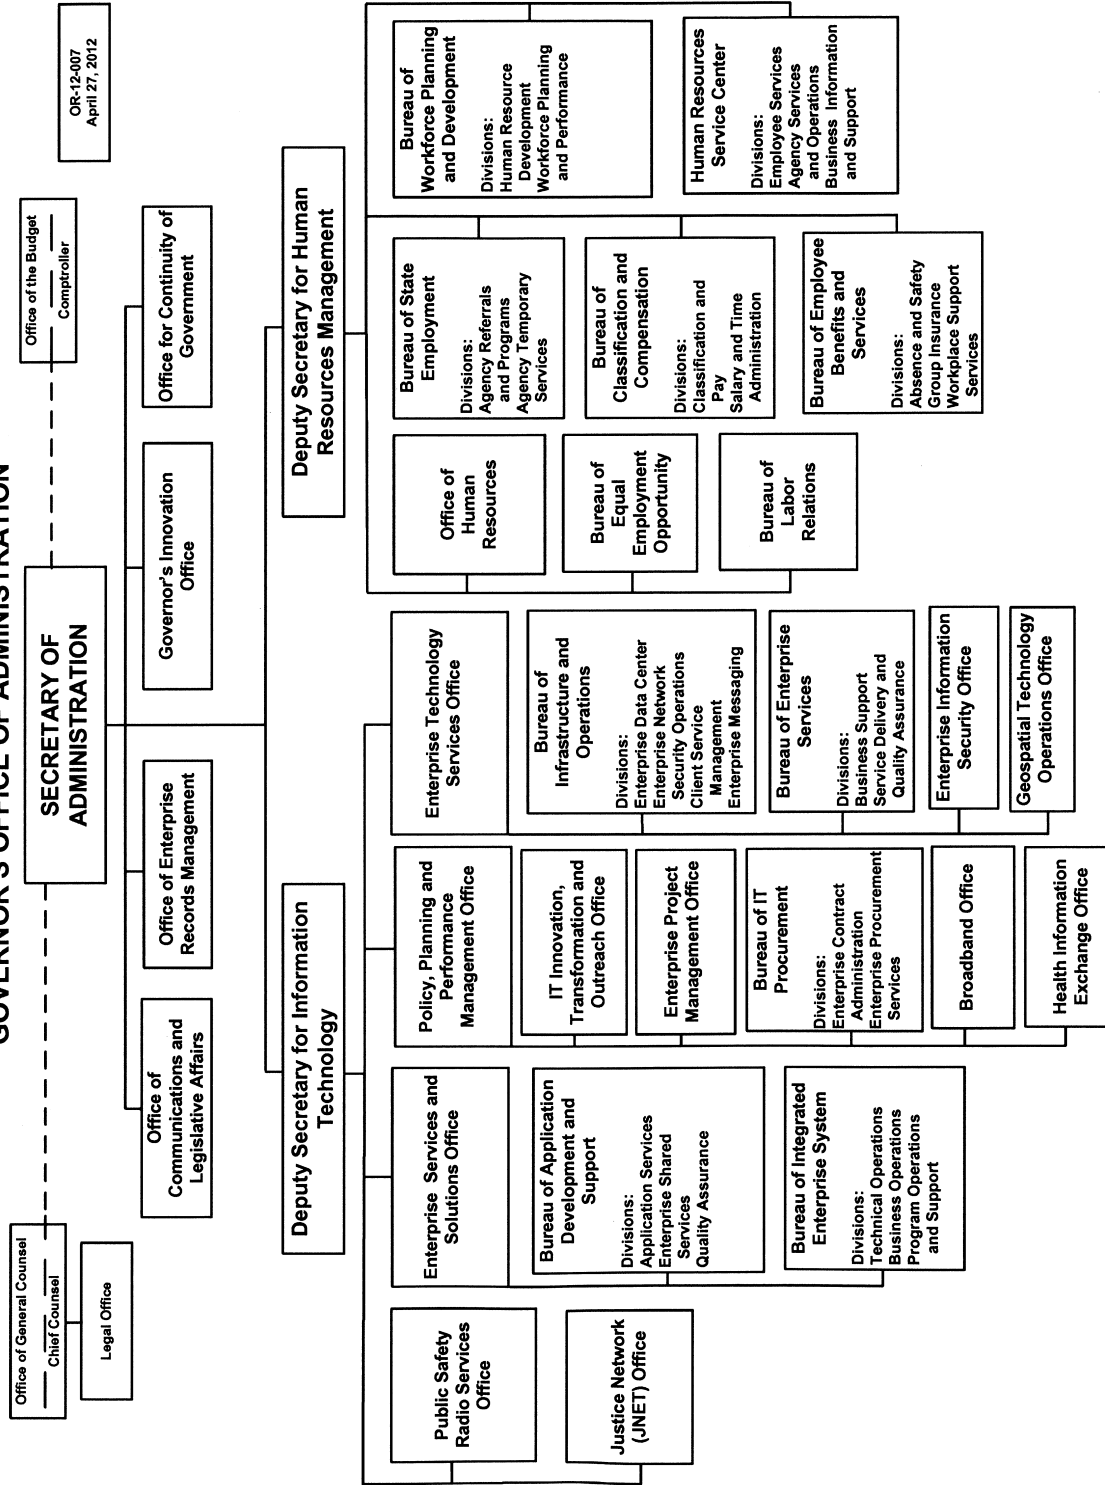 GOVERNOR'S OFFICE OF ADMINISTRATION
OR-12-007
April 27, 2012
Office of General Counsel
Chief Counsel
Legal Office
SECRETARY OF
ADMINISTRATION
Office of the Budget
Comptroller
Office of
Communications and
Legislative Affairs
Office of Enterprise
Records Management
Governor's Innovation
Office
Office for Continuity of
Government
Deputy Secretary for Information
Technology
Deputy Secretary for Human
Resources Management
Public Safety
Radio Services
Office
Justice Network
(JNET) Office
Enterprise Services and
Solutions Office
Bureau of Application
Development and
Support
Divisions:
Application Services
Enterprise Shared
Services
Quality Assurance
Bureau of Integrated
Enterprise System
Divisions:
Technical Operations
Business Operations
Program Operations
and Support
Policy, Planning and
Performance
Management Office
IT Innovation,
Transformation and
Outreach Office
Enterprise Project
Management Office
Bureau of IT
Procurement
Divisions:
Enterprise Contract
Administration
Enterprise Procurement
Services
Broadband Office
Health Information
Exchange Office
Enterprise Technology
Services Office
Bureau of
Infrastructure and
Operations
Divisions:
Enterprise Data Center
Enterprise Network
Security Operations
Client Service
Management
Enterprise Messaging
Bureau of Enterprise
Services
Divisions:
Business Support
Service Delivery and
Quality Assurance
Enterprise Information
Security Office
Geospatial Technology
Operations Office
Office of
Human
Resources
Bureau of
Equal
Employment
Opportunity
Bureau of
Labor
Relations
Bureau of State
Employment
Divisions:
Agency Referrals
and Programs
Agency Temporary
Services
Bureau of
Classification and
Compensation
Divisions:
Classification and
Pay
Salary and Time
Administration
Bureau of Employee
Benefits and
Services
Divisions:
Absence and Safety
Group Insurance
Workplace Support
Services
Bureau of
Workforce Planning
and Development
Divisions:
Human Resource
Development
Workforce Planning
and Performance
Human Resources
Service Center
Divisions:
Employee Services
Agency Services
and Operations
Business Information
and Support